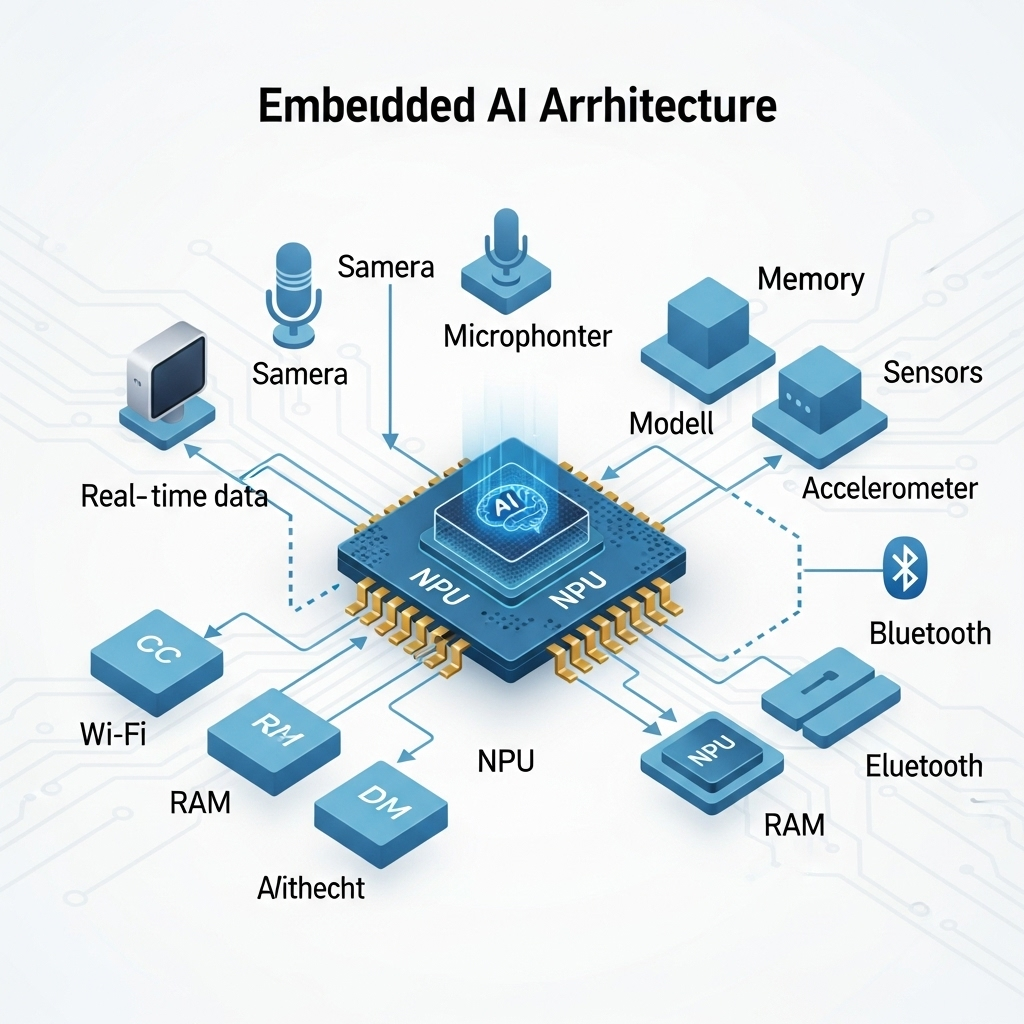 Embeıdded AI Arrhitecture
Samera
Microphonter
Samera
Memory
Sensors
Modell
Accelerometer
Real-time data
AI
NPU
NPU
Bluetooth
CC
Wi-Fi
RM
RAM
DM
NPU
NPU
Eluetooth
RAM
A/ithecht